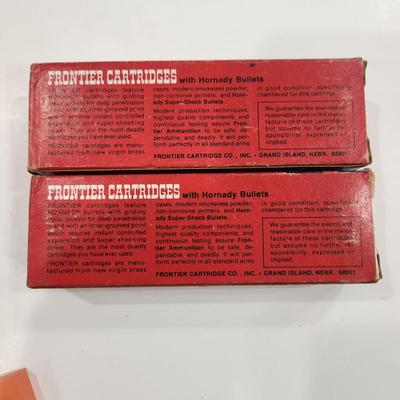 FRONTIER CARTRIDGES with Hornady Bullets
FRONTIER cartridges feature
HORNADY bullets with gilding
metal jackets for deep penetration
and with an inner-grooved point
which assures instant controlled
expansion and super shocking
power. They are the most deadly
cartridges you have ever used.
FRONTIER cartridges are manu-
factured from new virgin brass
cases, modern smokeless powder,
non-corrosive primers, and Horn-
ady Super-Shock Bullets.
Modern production techniques,
highest quality components, and
continuous testing assure Fron-
tier Ammunition to be safe, de-
pendable, and deadly. It will per-
form perfectly in all standard arms
in good condition, specifically
chambered for this cartridge.
We guarantee the exercise of
reasonable care in the manu-
facture of these cartridges
but assume no further re-
sponsibility, expressed or
implied.
FRONTIER CARTRIDGE CO., INC. • GRAND ISLAND, NEBR. 68801
FRONTIER CARTRIDGES with Hornady Bullets
FRONTIER cartridges feature
HORNADY bullets with gilding
metal jackets for deep penetration
and with an inner-grooved point
which assures instant controlled
expansion and super shocking
power. They are the most deadly
cartridges you have ever used.
FRONTIER cartridges are manu-
factured from new virgin brass
cases, modern smokeless powder,
non-corrosive primers, and Horn-
ady Super-Shock Bullets.
Modern production techniques,
highest quality components, and
continuous testing assure Fron-
tier Ammunition to be safe, de-
pendable, and deadly. It will per-
form perfectly in all standard arms
in good condition, specifically
chambered for this cartridge.
We guarantee the exercise of
reasonable care in the manu-
facture of these cartridges
but assume no further re-
sponsibility, expressed or
implied.
FRONTIER CARTRIDGE CO., INC. • GRAND ISLAND, NEBR. 68801